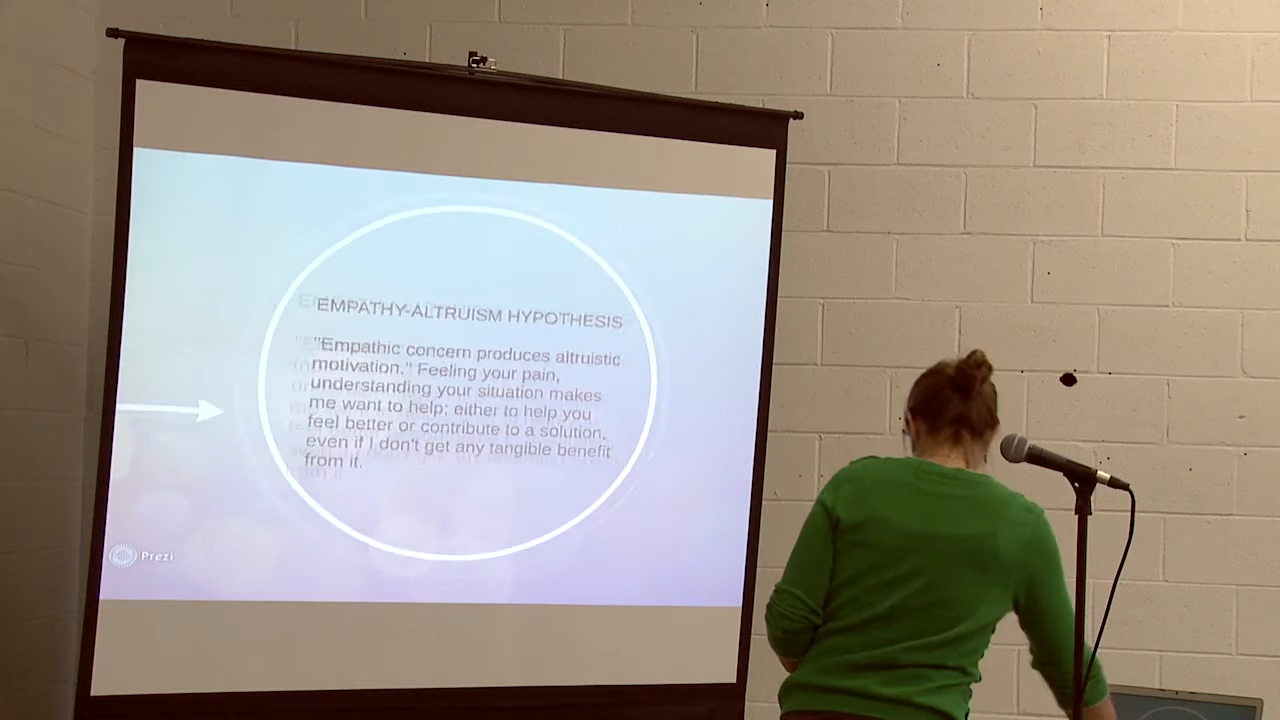 EMPATHY-ALTRUISM HYPOTHESIS
"Empathic concern produces altruistic
motivation." Feeling your pain,
understanding your situation makes
me want to help; either to help you
feel better or contribute to a solution,
even if I don't get any tangible benefit
from it.
Prezi